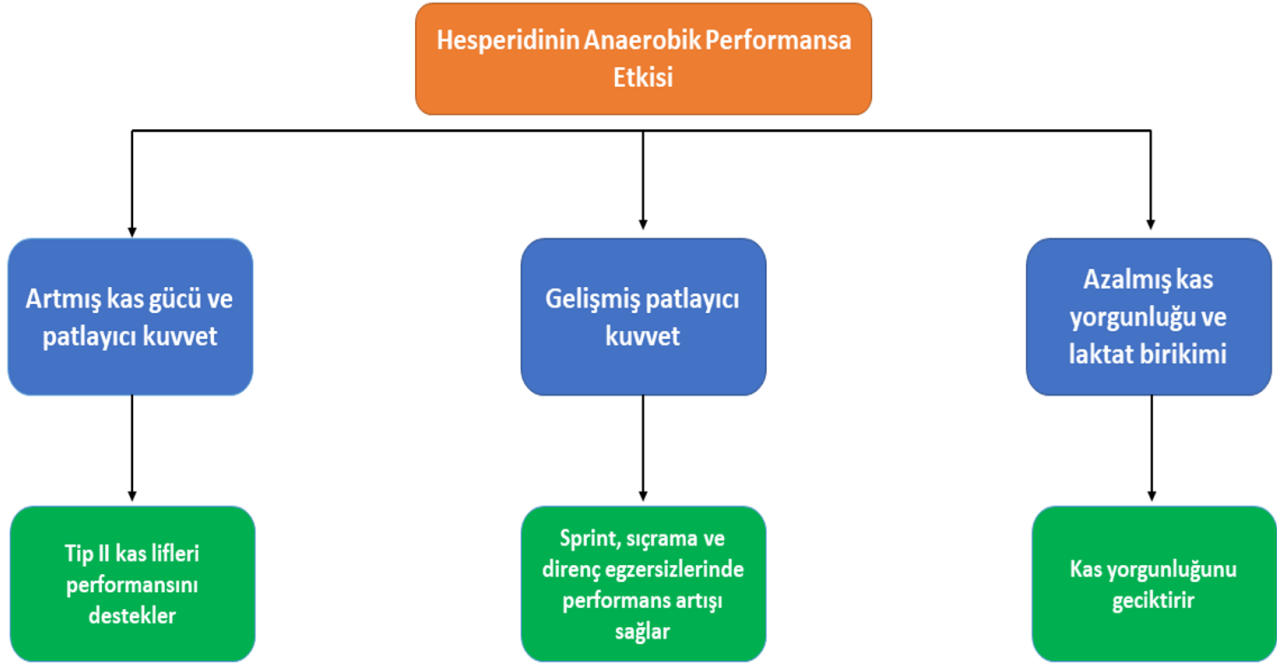 Hesperidinin Anaerobik Performansa
Etkisi
Artmış kas gücü ve
patlayıcı kuvvet
Gelişmiş patlayıcı
kuvvet
Azalmış kas
yorgunluğu ve
laktat birikimi
Tip II kas lifleri
performansını
destekler
Sprint, sıçrama ve
direnç egzersizlerinde
performans artışı
sağlar
Kas yorgunluğunu
geciktirir